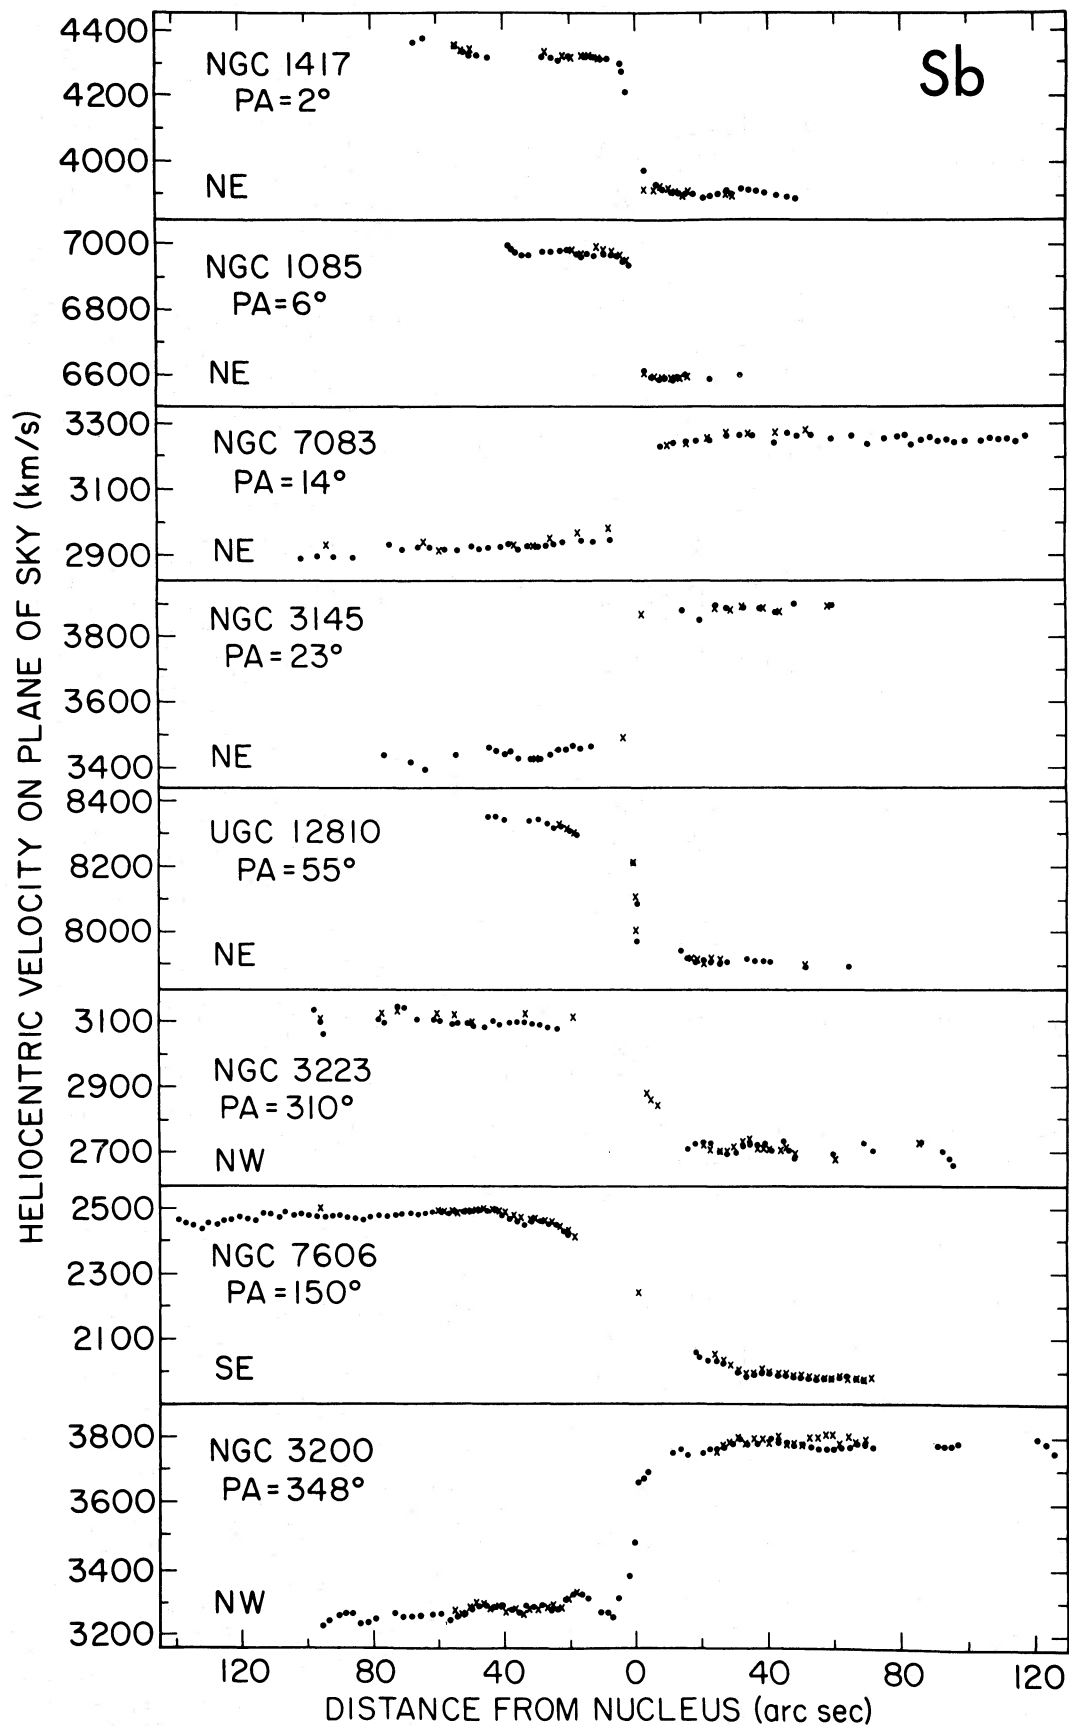 Sb
HELIOCENTRIC VELOCITY ON PLANE OF SKY (km/s)
4400
4200
4000
NGC 1417
PA=2°
NE
7000
6800
6600
NGC 1085
PA=6°
NE
3300
3100
2900
NGC 7083
PA=14°
NE
3800
3600
3400
NGC 3145
PA=23°
NE
8400
8200
8000
UGC 12810
PA=55°
NE
3100
2900
2700
NGC 3223
PA=310°
NW
2500
2300
2100
NGC 7606
PA=150°
SE
3800
3600
3400
3200
NGC 3200
PA=348°
NW
120 80 40 0 40 80 120
DISTANCE FROM NUCLEUS (arc sec)